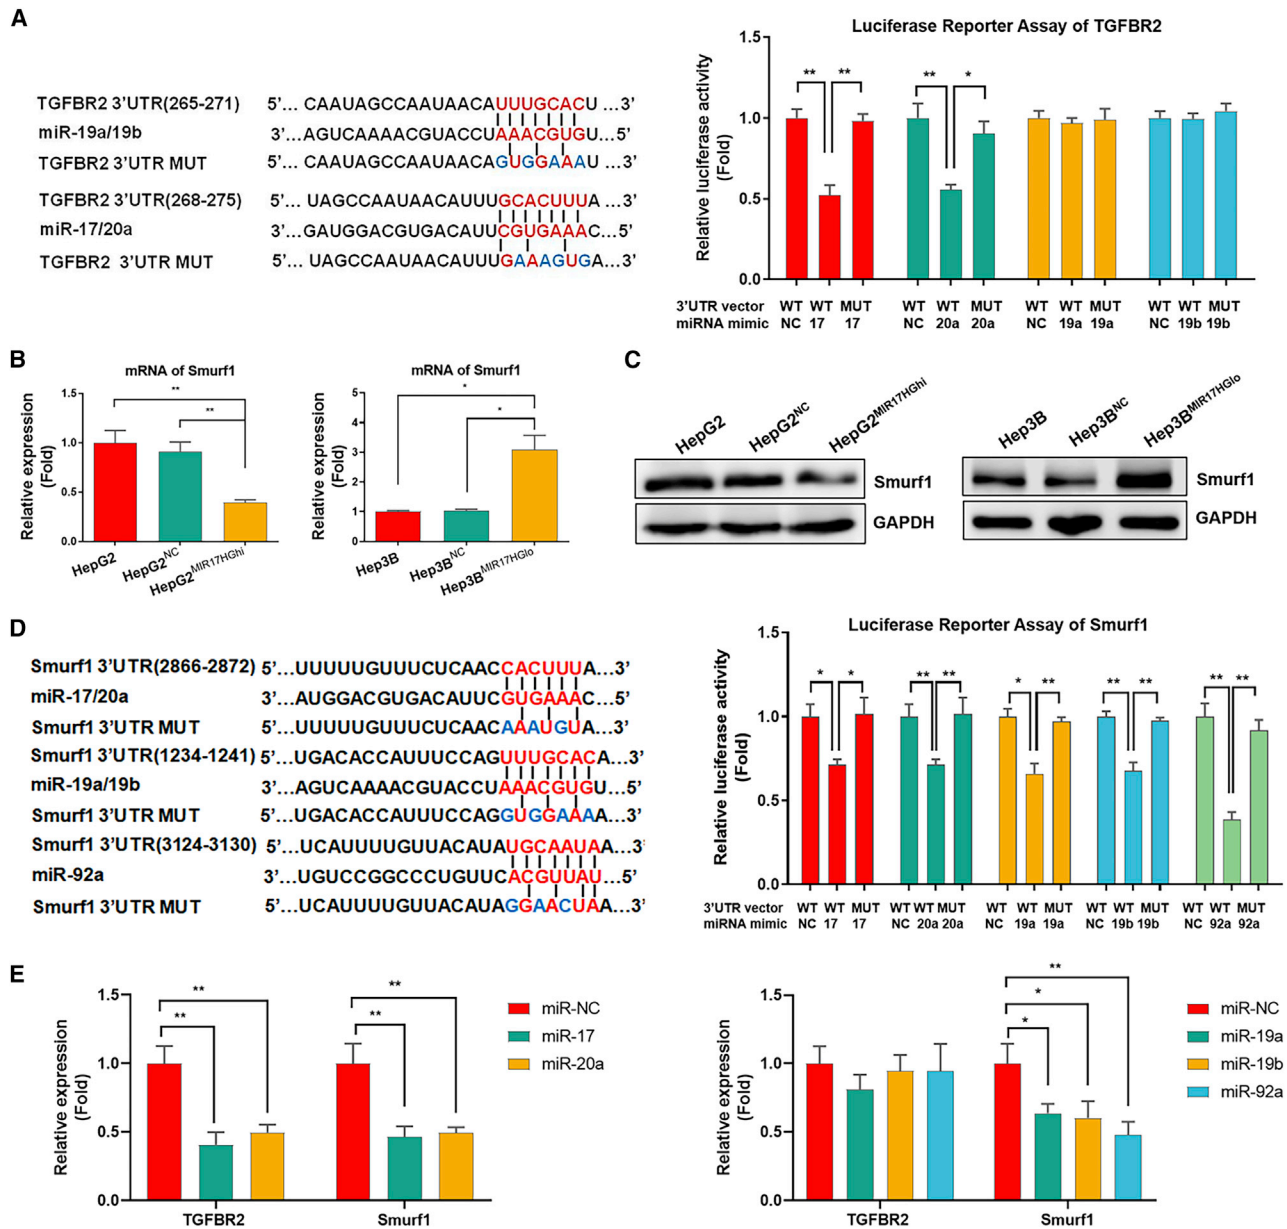 A
TGFBR2 3'UTR(265-271) 5'... CAAUAGCCAAUAACAUUUGCACU ...3'
miR-19a/19b 3'...AGUCAAAACGUACCUAAACGUGU...5'
TGFBR2 3'UTR MUT 5'... CAAUAGCCAAUAACAGUGGAAAU ...3'
TGFBR2 3'UTR(268-275) 5'... UAGCCAAUAACAUUUGCACUUUA ...3'
miR-17/20a 3'...GAUGGACGUGACAUUCGUGAAAC...5'
TGFBR2 3'UTR MUT 5'... UAGCCAAUAACAUUUGAAAGUGA...3'
Luciferase Reporter Assay of TGFBR2
Relative luciferase activity
(Fold)
1.5
1.0
0.5
0.0
** ** ** *
3'UTR vector WT WT MUT WT WT MUT WT WT MUT WT WT MUT
miRNA mimic NC 17 17 NC 20a 20a NC 19a 19a NC 19b 19b
B
mRNA of Smurf1
Relative expression
(Fold)
1.5
1.0
0.5
0.0
**
**
HepG2
HepG2NC
HepG2MIR17HGhi
mRNA of Smurf1
Relative expression
(Fold)
5
4
3
2
1
0
*
*
Hep3B
Hep3BNC
Hep3BMIR17HGlo
C
HepG2 HepG2NC HepG2MIR17HGhi
Smurf1
GAPDH
Hep3B Hep3BNC Hep3BMIR17HGlo
Smurf1
GAPDH
D
Smurf1 3'UTR(2866-2872) 5'...UUUUUGUUUCUCAACCACUUUA...3'
miR-17/20a 3'...AUGGACGUGACAUUCGUGAAAC...5'
Smurf1 3'UTR MUT 5'...UUUUUGUUUCUCAACAAAUGUA...3'
Smurf1 3'UTR(1234-1241) 5'...UGACACCAUUUCCAGUUUGCACA...3'
miR-19a/19b 3'...AGUCAAAACGUACCUAAACGUGU...5'
Smurf1 3'UTR MUT 5'...UGACACCAUUUCCAGGUGGAAAA...3'
Smurf1 3'UTR(3124-3130) 5'...UCAUUUUGUUACAUAUGCAAUAA...3'
miR-92a 3'...UGUCCGGCCCUGUUCACGUUAU...5'
Smurf1 3'UTR MUT 5'...UCAUUUUGUUACAUAGGAACUAA...3'
Luciferase Reporter Assay of Smurf1
Relative luciferase activity
(Fold)
1.5
1.0
0.5
0.0
* * ** ** * ** ** ** ** **
3'UTR vector WT WT MUT WT WT MUT WT WT MUT WT WT MUT WT WT MUT
miRNA mimic NC 17 17 NC 20a 20a NC 19a 19a NC 19b 19b NC 92a 92a
E
Relative expression
(Fold)
1.5
1.0
0.5
0.0
**
**
**
**
TGFBR2 Smurf1
miR-NC
miR-17
miR-20a
Relative expression
(Fold)
1.5
1.0
0.5
0.0
**
*
*
TGFBR2 Smurf1
miR-NC
miR-19a
miR-19b
miR-92a